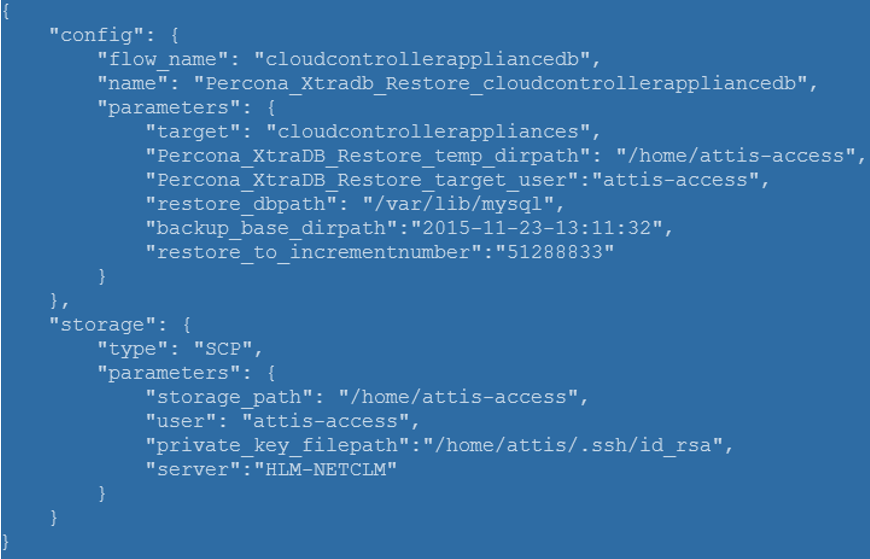 {
    "config": {
        "flow_name": "cloudcontrollerappliancedb",
        "name": "Percona_Xtradb_Restore_cloudcontrollerappliancedb",
        "parameters": {
            "target": "cloudcontrollerappliances",
            "Percona_XtraDB_Restore_temp_dirpath": "/home/attis-access",
            "Percona_XtraDB_Restore_target_user":"attis-access",
            "restore_dbpath": "/var/lib/mysql",
            "backup_base_dirpath":"2015-11-23-13:11:32",
            "restore_to_incrementnumber":"51288833"
        }
    },
    "storage": {
        "type": "SCP",
        "parameters": {
            "storage_path": "/home/attis-access",
            "user": "attis-access",
            "private_key_filepath":"/home/attis/.ssh/id_rsa",
            "server":"HLM-NETCLM"
        }
    }
}